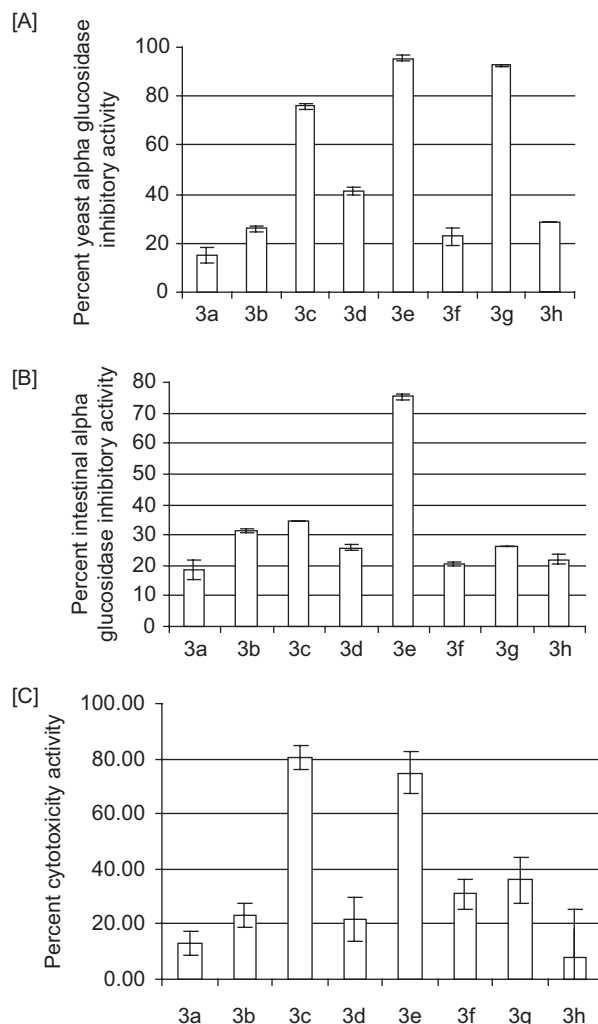 [A]
Percent yeast alpha glucosidase
inhibitory activity
100
80
60
40
20
0
3a 3b 3c 3d 3e 3f 3g 3h
[B]
Percent intestinal alpha
glucosidase inhibitory activity
80
70
60
50
40
30
20
10
0
3a 3b 3c 3d 3e 3f 3g 3h
[C]
Percent cytotoxicity activity
100.00
80.00
60.00
40.00
20.00
0.00
3a 3b 3c 3d 3e 3f 3g 3h